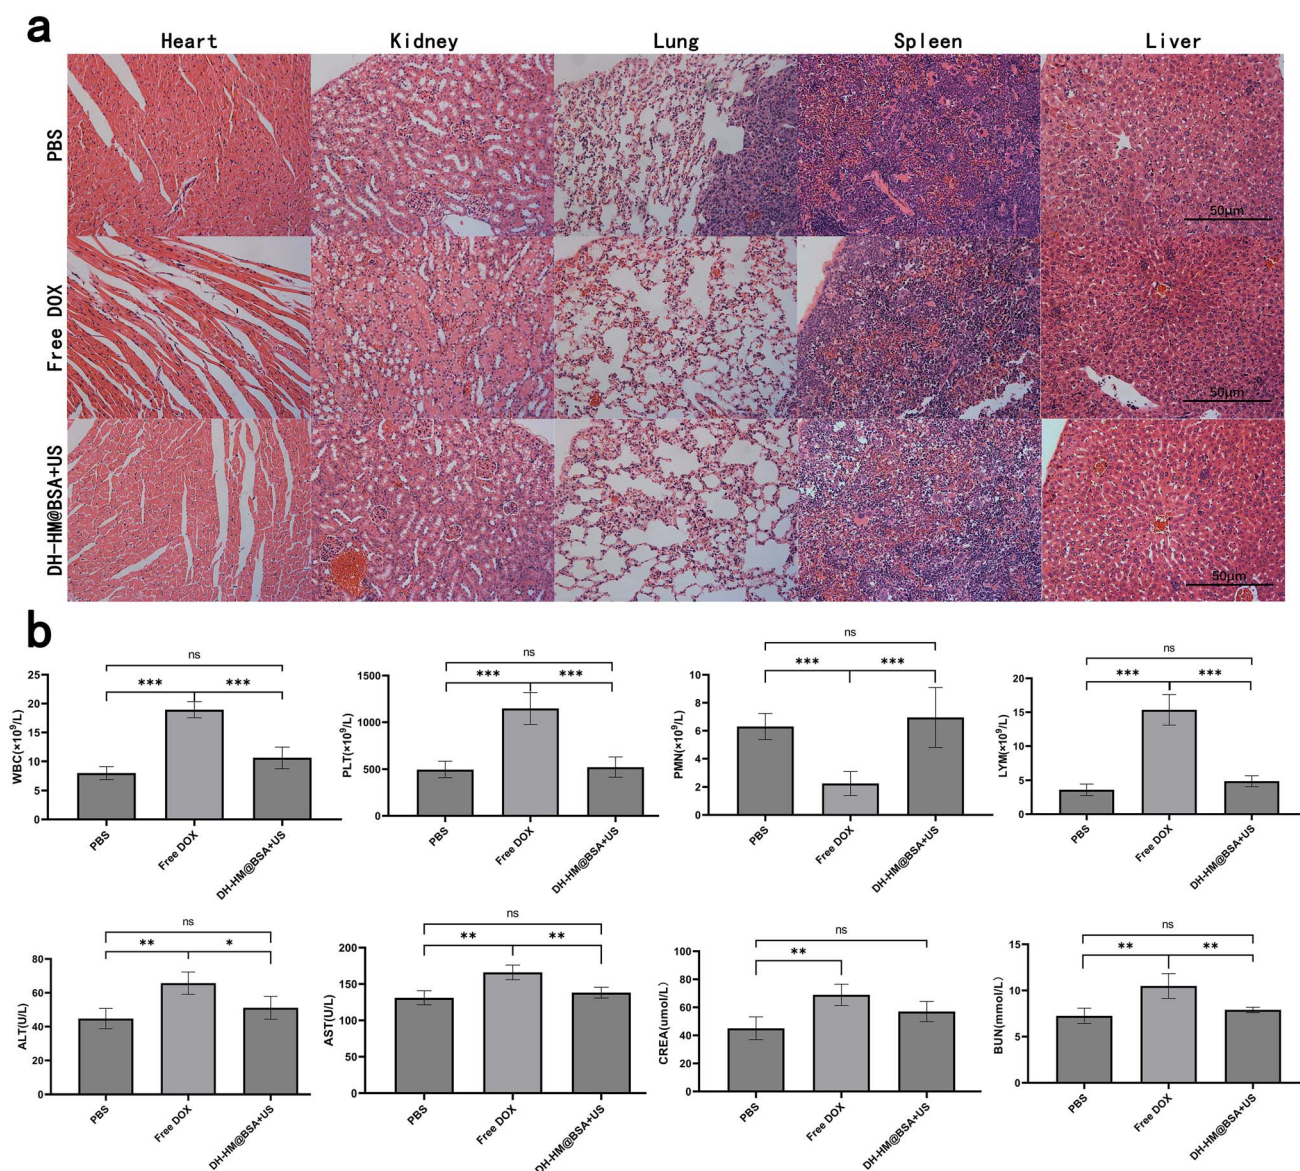 a
Heart Kidney Lung Spleen Liver
PBS
50μm
Free DOX
50μm
DH-HM@BSA+US
50μm
b
ns
*** ***
WBC(×10⁹/L)
25
20
15
10
5
0
PBS Free DOX DH-HM@BSA+US
ns
*** ***
PLT(×10⁹/L)
1500
1000
500
0
PBS Free DOX DH-HM@BSA+US
ns
*** ***
PMN(×10⁹/L)
10
8
6
4
2
0
PBS Free DOX DH-HM@BSA+US
ns
*** ***
LYM(×10⁹/L)
20
15
10
5
0
PBS Free DOX DH-HM@BSA+US
ns
** *
ALT(U/L)
80
60
40
20
0
PBS Free DOX DH-HM@BSA+US
ns
** **
AST(U/L)
200
150
100
50
0
PBS Free DOX DH-HM@BSA+US
ns
**
CREA(umol/L)
100
80
60
40
20
0
PBS Free DOX DH-HM@BSA+US
ns
** **
BUN(mmol/L)
15
10
5
0
PBS Free DOX DH-HM@BSA+US